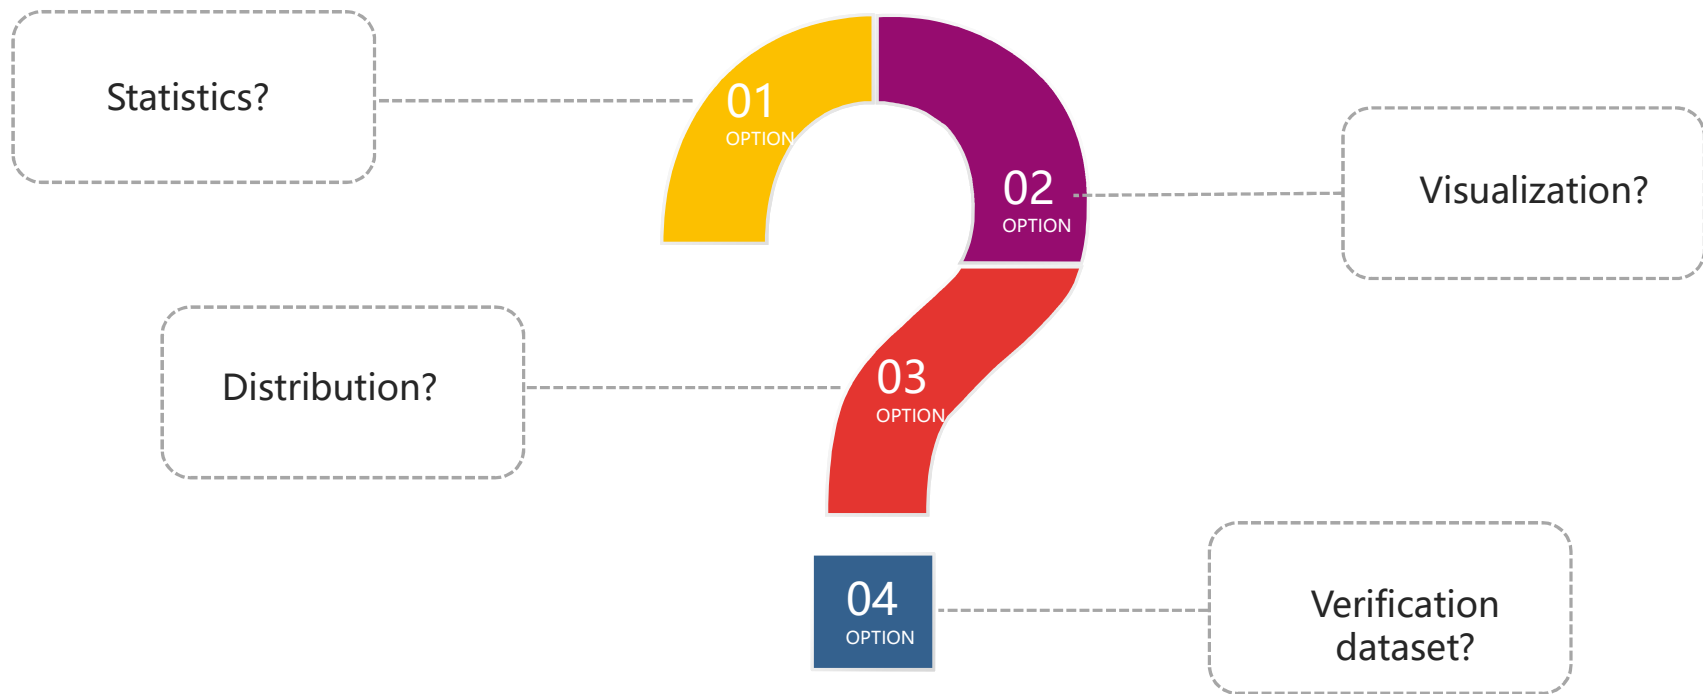 Statistics?
01
OPTION
02
OPTION
Visualization?
Distribution?
03
OPTION
04
OPTION
Verification
dataset?